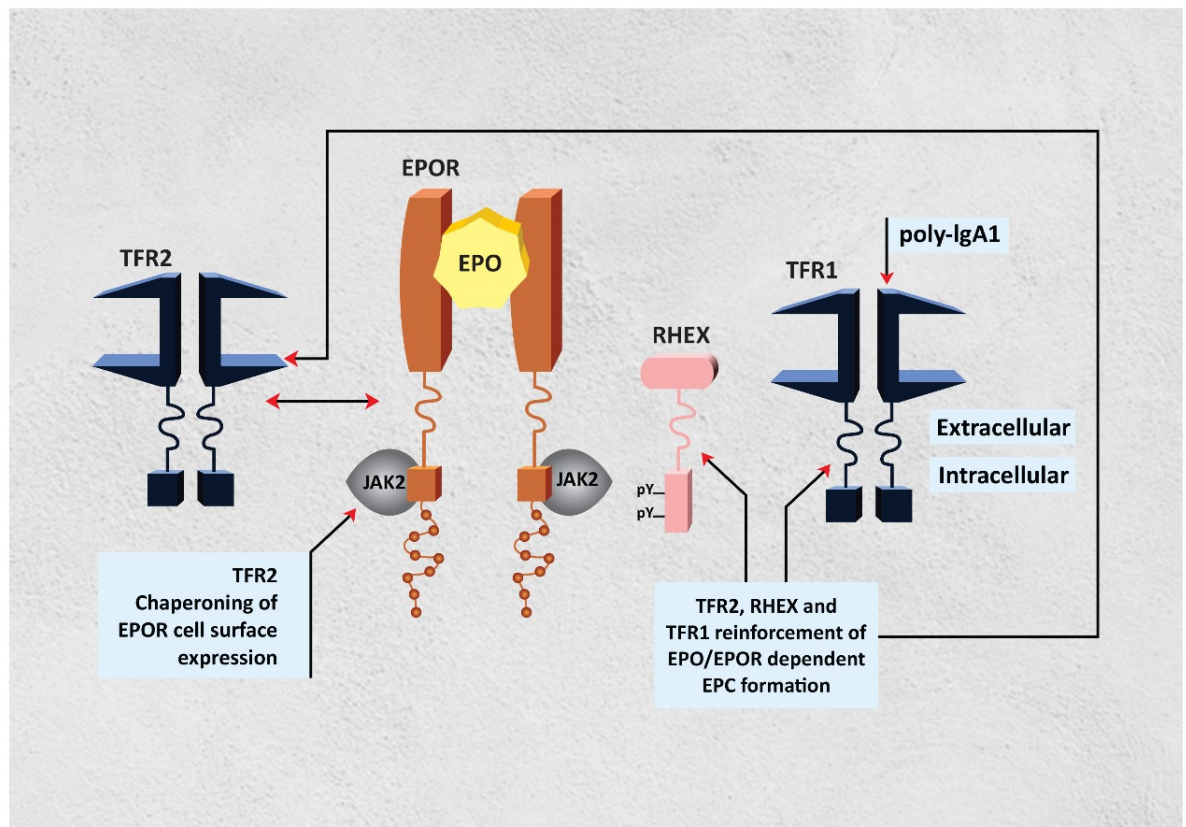 EPOR
TFR2
EPO
poly-IgA1
TFR1
RHEX
Extracellular
Intracellular
JAK2
JAK2
pY
pY
TFR2
Chaperoning of
EPOR cell surface
expression
TFR2, RHEX and
TFR1 reinforcement of
EPO/EPOR dependent
EPC formation